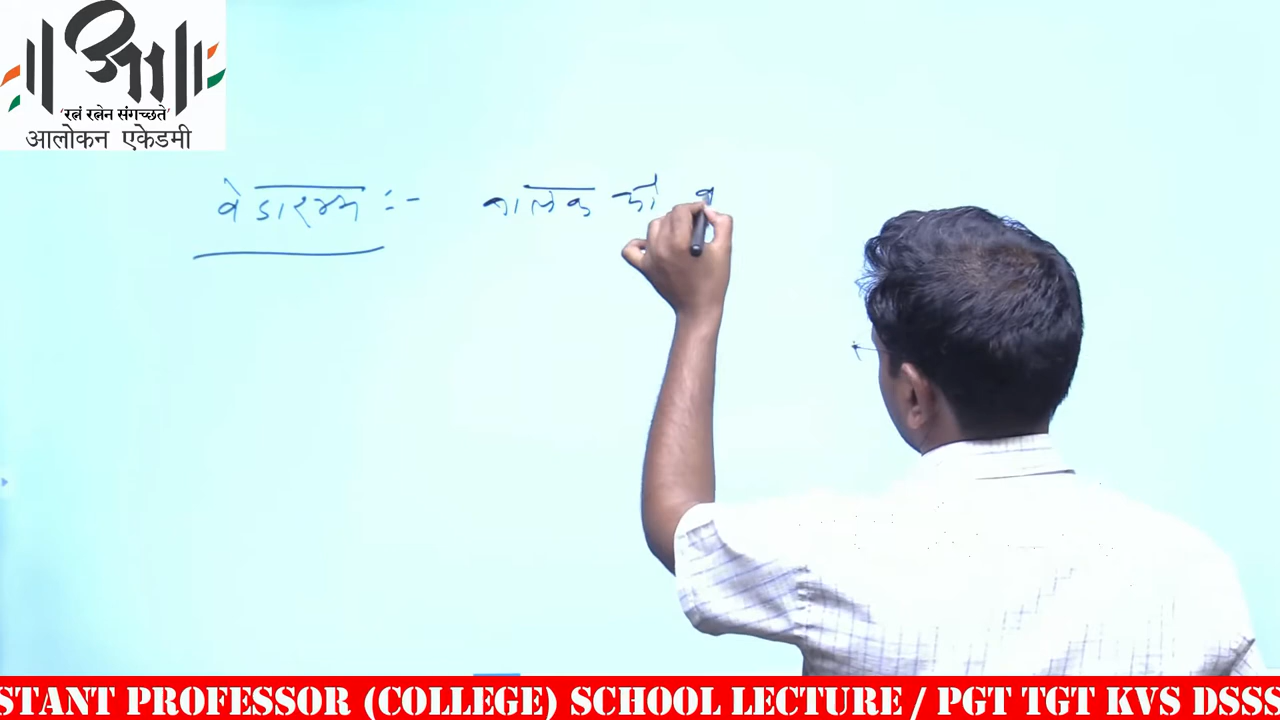 'रत्नं रत्नेन संगच्छते'
आलोकन एकेडमी
वेदारम्भ :- बालक को
STANT PROFESSOR (COLLEGE) SCHOOL LECTURE / PGT TGT KVS DSSS